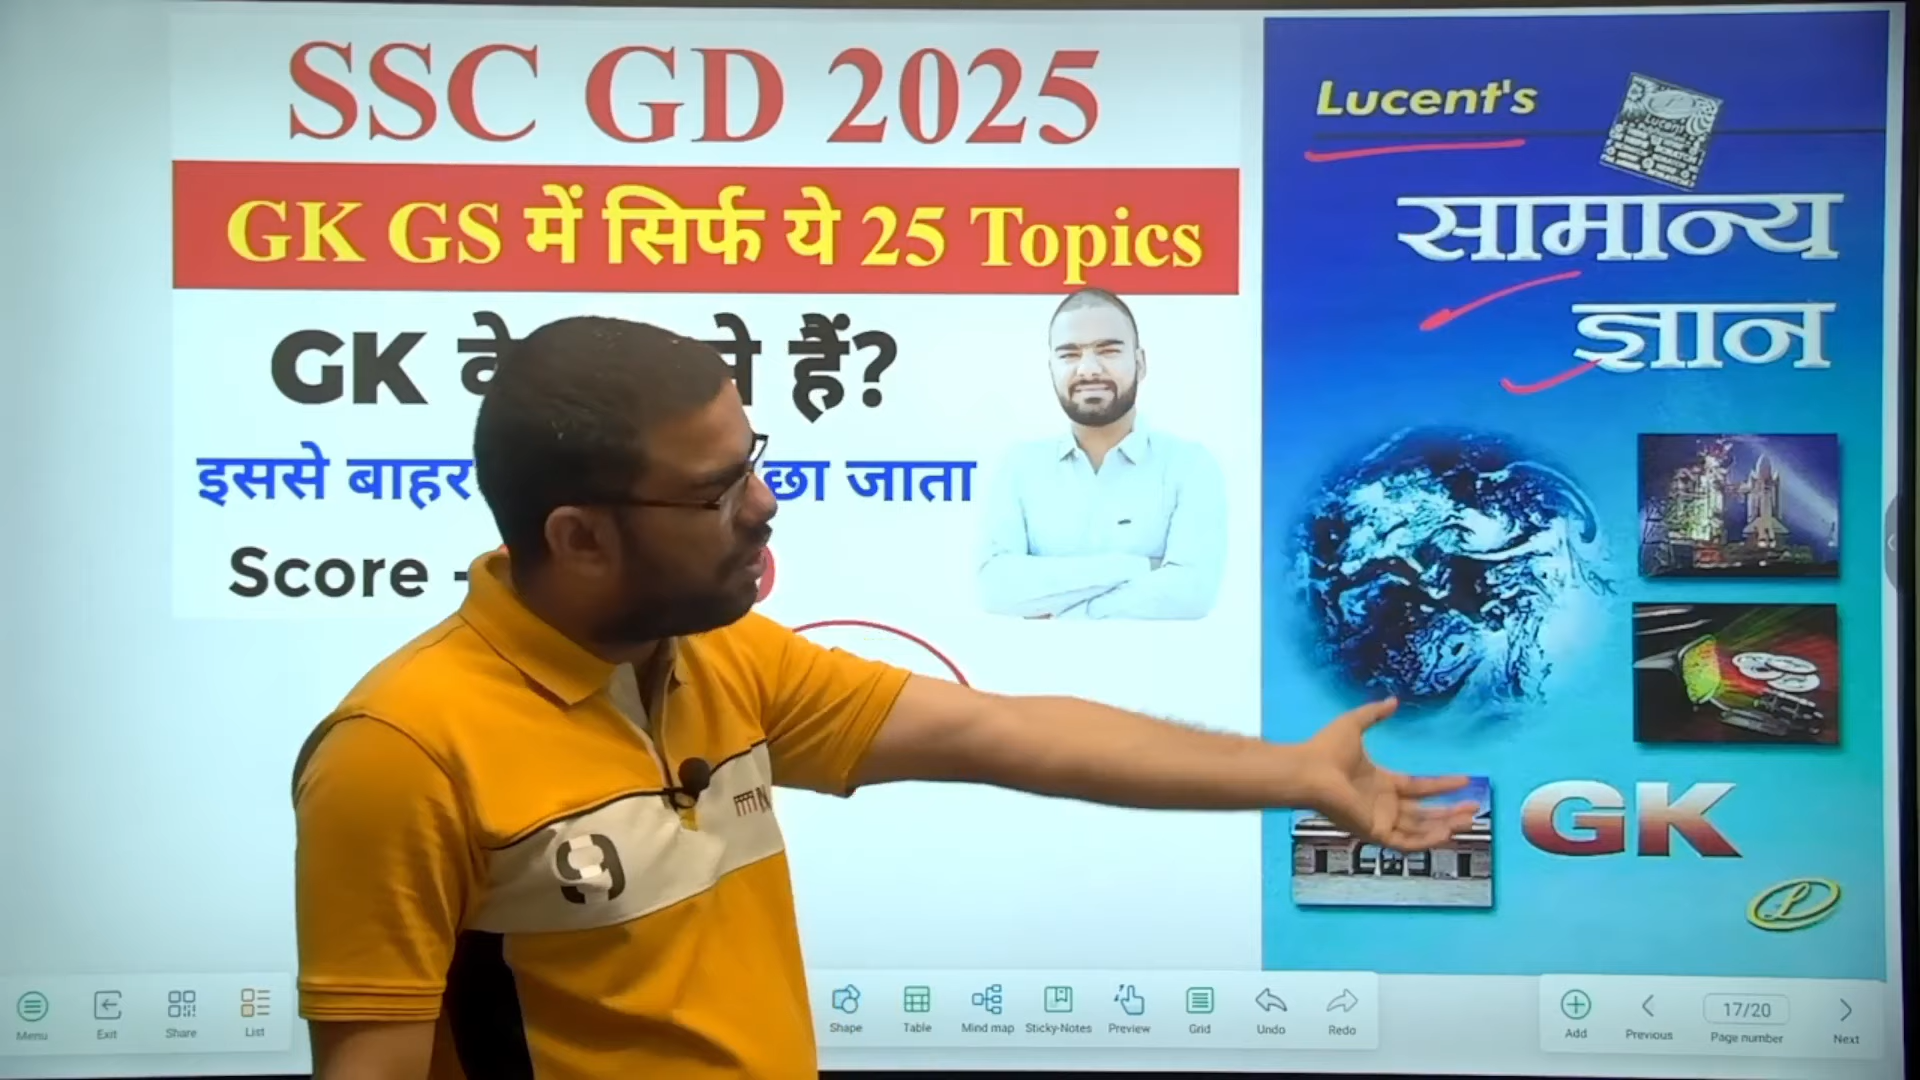 SSC GD 2025
GK GS में सिर्फ ये 25 Topics
GK हैं?
इससे बाहर जाता
Score -
Lucent's
सामान्य
ज्ञान
GK
9
Menu
Exit
Share
List
Shape
Table
Mind map
Sticky-Notes
Preview
Grid
Undo
Redo
Add
Previous
17/20
Page number
Next